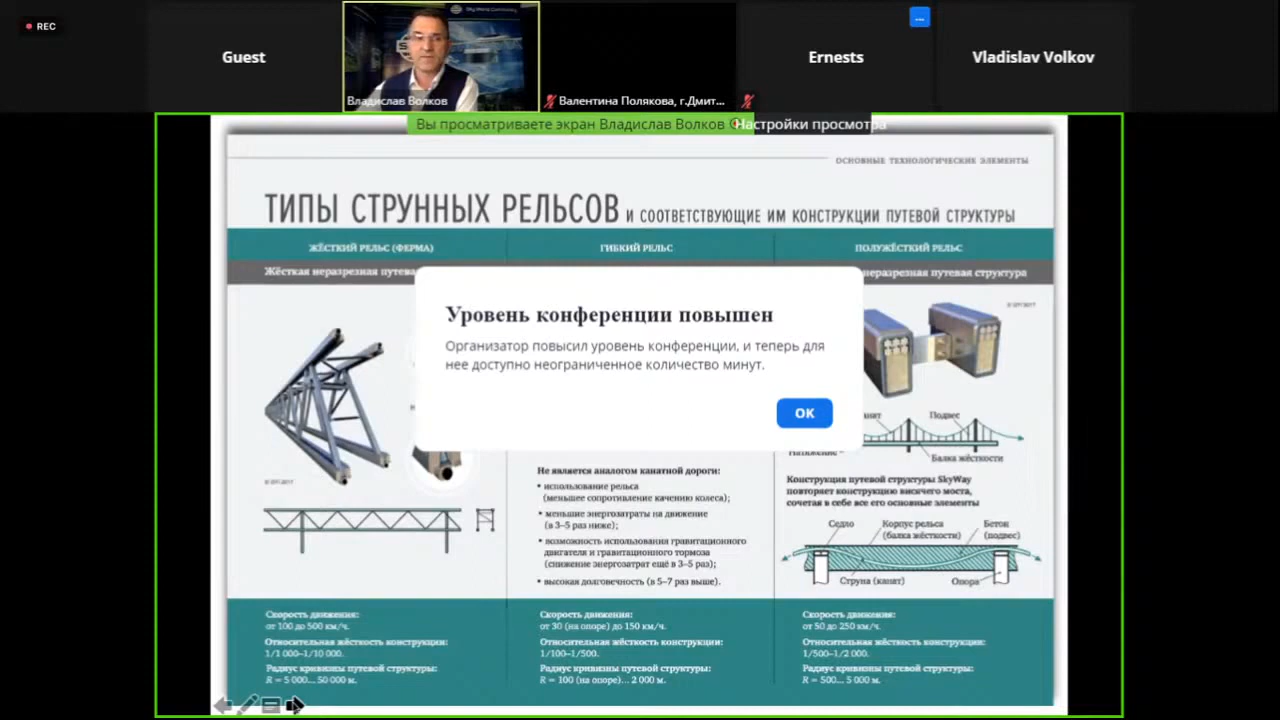 REC
Guest
Sky World Community
Владислав Волков
Валентина Полякова, г.Дмит...
Ernests
...
Vladislav Volkov
Вы просматриваете экран Владислав Волков
Настройки просмотра
ОСНОВНЫЕ ТЕХНОЛОГИЧЕСКИЕ ЭЛЕМЕНТЫ
ТИПЫ СТРУННЫХ РЕЛЬСОВ И СООТВЕТСТВУЮЩИЕ ИМ КОНСТРУКЦИИ ПУТЕВОЙ СТРУКТУРЫ
ЖЁСТКИЙ РЕЛЬС (ФЕРМА)
ГИБКИЙ РЕЛЬС
ПОЛУЖЁСТКИЙ РЕЛЬС
Жёсткая неразрезная путева
неразрезная путевая структура
Уровень конференции повышен
Организатор повысил уровень конференции, и теперь для
нее доступно неограниченное количество минут.
OK
Подвес
Балка жёсткости
Натяжение
Не является аналогом канатной дороги:
• использование рельса
(меньшее сопротивление качению колеса);
• меньшие энергозатраты на движение
(в 3–5 раз ниже);
• возможность использования гравитационного
двигателя и гравитационного тормоза
(снижение энергозатрат ещё в 3–5 раз);
• высокая долговечность (в 5–7 раз выше).
Конструкция путевой структуры SkyWay
повторяет конструкцию висячего моста,
сочетая в себе все его основные элементы
Седло
Корпус рельса
(балка жёсткости)
Бетон
(подвес)
Струна (канат)
Опора
Скорость движения:
от 100 до 500 км/ч.
Относительная жёсткость конструкции:
1/1 000–1/10 000.
Радиус кривизны путевой структуры:
R = 5 000... 50 000 м.
Скорость движения:
от 30 (на опоре) до 150 км/ч.
Относительная жёсткость конструкции:
1/100–1/500.
Радиус кривизны путевой структуры:
R = 100 (на опоре)... 2 000 м.
Скорость движения:
от 50 до 250 км/ч.
Относительная жёсткость конструкции:
1/500–1/2 000.
Радиус кривизны путевой структуры:
R = 500... 5 000 м.